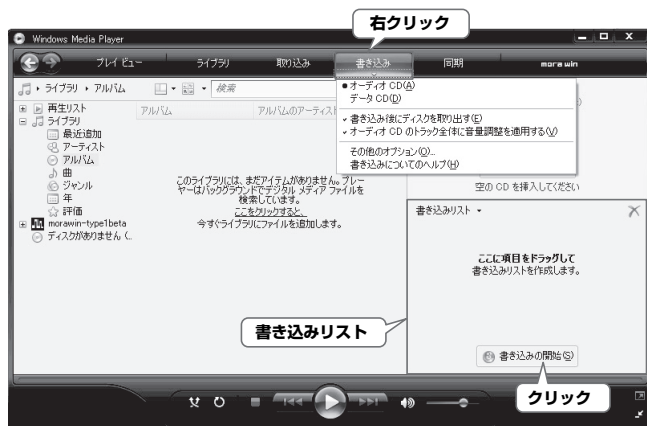 右クリック
Windows Media Player
プレイ ビュー
ライブラリ
取り込み
書き込み
同期
mora win
ライブラリ ▸ アルバム
検索
オーディオ CD(A)
データ CD(D)
書き込み後にディスクを取り出す(E)
オーディオ CD のトラック全体に音量調整を適用する(V)
その他のオプション(O)...
書き込みについてのヘルプ(H)
再生リスト
ライブラリ
最近追加
アーティスト
アルバム
曲
ジャンル
年
評価
morawin-type1beta
ディスクがありません (..
アルバム
アルバムのアーティスト
このライブラリには、まだアイテムがありません。プレー
ヤーはバックグラウンドでデジタル メディア ファイルを
検索しています。
ここをクリックすると、
今すぐライブラリにファイルを追加します。
空の CD を挿入してください
書き込みリスト
ここに項目をドラッグして
書き込みリストを作成します。
書き込みリスト
書き込みの開始(S)
クリック